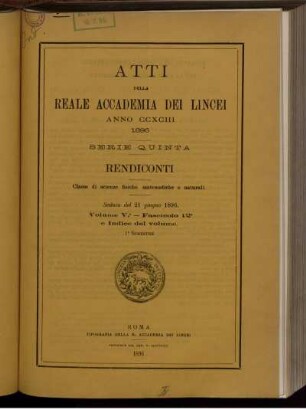 ATTI
DELLA
REALE ACCADEMIA DEI LINCEI
ANNO CCXCIII
1896
SERIE QUINTA
RENDICONTI
Classe di scienze fisiche, matematiche e naturali.
Seduta del 21 giugno 1896.
Volume V.° — Fascicolo 12°
e Indice del volume.
1° SEMESTRE
ROMA
TIPOGRAFIA DELLA R. ACCADEMIA DEI LINCEI
1896